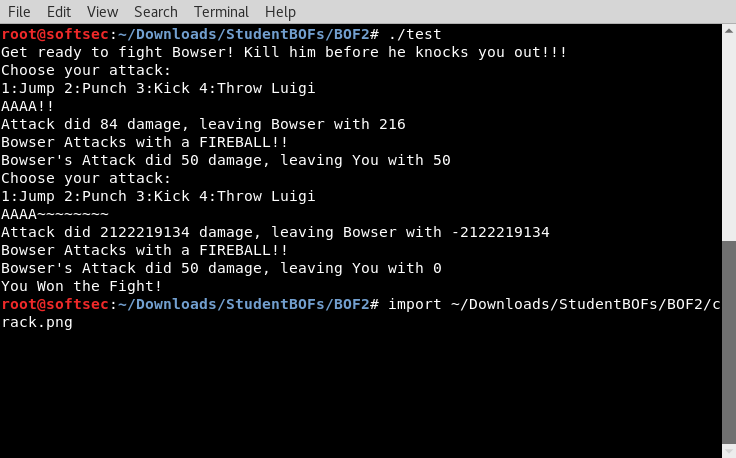 File Edit View Search Terminal Help
root@softsec:~/Downloads/StudentBOFs/BOF2# ./test
Get ready to fight Bowser! Kill him before he knocks you out!!!
Choose your attack:
1:Jump 2:Punch 3:Kick 4:Throw Luigi
AAAA!!
Attack did 84 damage, leaving Bowser with 216
Bowser Attacks with a FIREBALL!!
Bowser's Attack did 50 damage, leaving You with 50
Choose your attack:
1:Jump 2:Punch 3:Kick 4:Throw Luigi
AAAA~~~~~~~~
Attack did 2122219134 damage, leaving Bowser with -2122219134
Bowser Attacks with a FIREBALL!!
Bowser's Attack did 50 damage, leaving You with 0
You Won the Fight!
root@softsec:~/Downloads/StudentBOFs/BOF2# import ~/Downloads/StudentBOFs/BOF2/c
rack.png